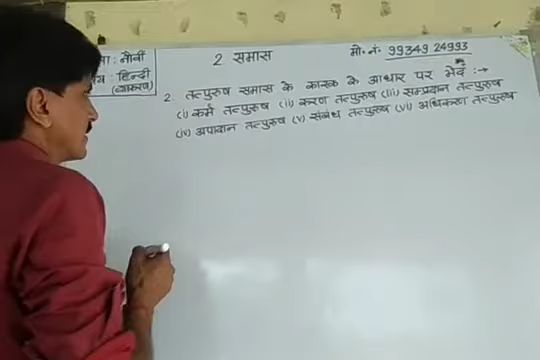 नौवीं
2. समास
मो॰ नं॰ 99349 24993
हिन्दी
(व्याकरण)
2. तत्पुरुष समास के कारक के आधार पर भेद :→
(i) कर्म तत्पुरुष (ii) करण तत्पुरुष (iii) सम्प्रदान तत्पुरुष
(iv) अपादान तत्पुरुष (v) संबंध तत्पुरुष (vi) अधिकरण तत्पुरुष